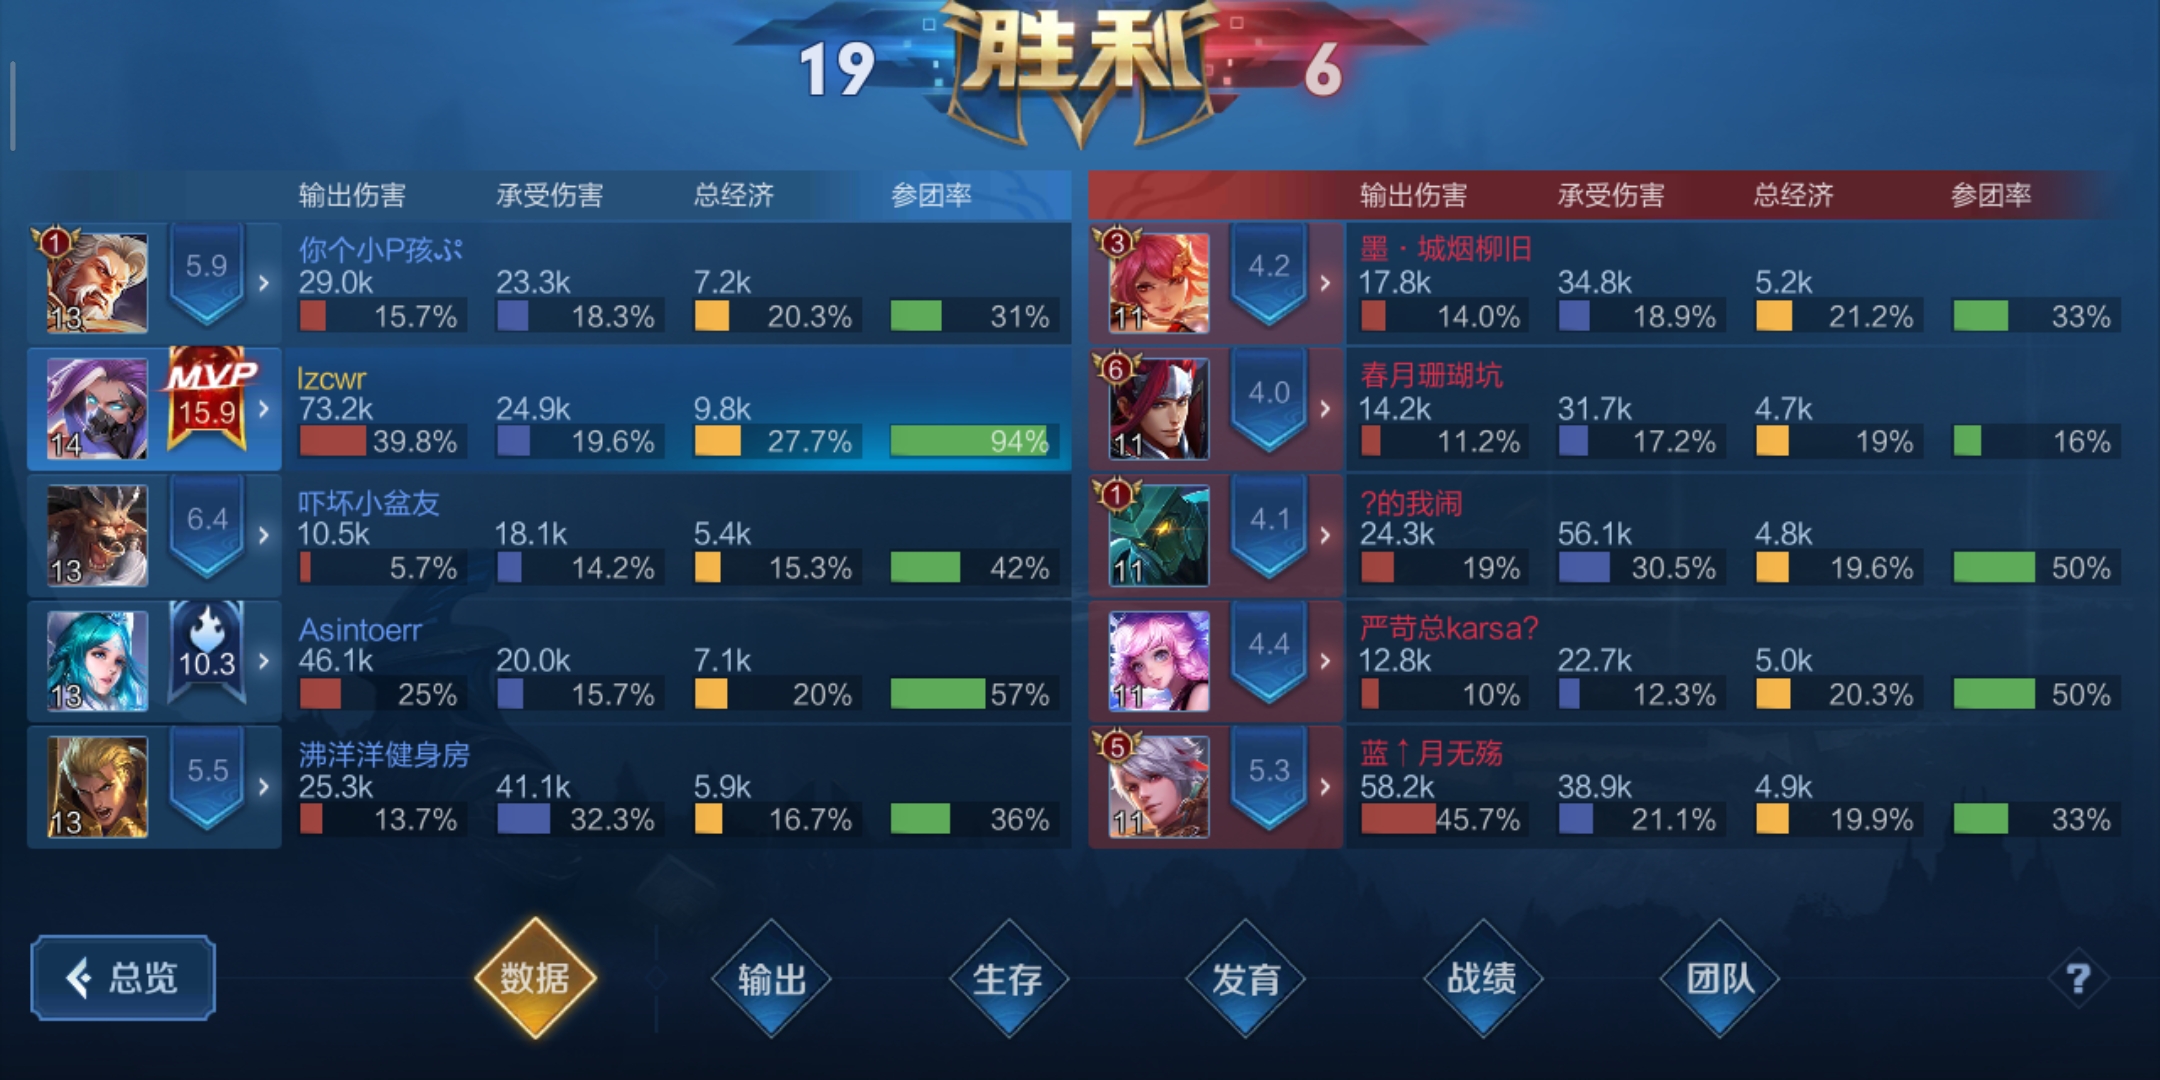 19 胜利 6
输出伤害 承受伤害 总经济 参团率
1 13 5.9 你个小P孩ぷ
29.0k 23.3k 7.2k
15.7% 18.3% 20.3% 31%
14 MVP 15.9 lzcwr
73.2k 24.9k 9.8k
39.8% 19.6% 27.7% 94%
13 6.4 吓坏小盆友
10.5k 18.1k 5.4k
5.7% 14.2% 15.3% 42%
13 10.3 Asintoerr
46.1k 20.0k 7.1k
25% 15.7% 20% 57%
13 5.5 沸洋洋健身房
25.3k 41.1k 5.9k
13.7% 32.3% 16.7% 36%
输出伤害 承受伤害 总经济 参团率
3 11 4.2 墨·城烟柳旧
17.8k 34.8k 5.2k
14.0% 18.9% 21.2% 33%
6 11 4.0 春月珊瑚坑
14.2k 31.7k 4.7k
11.2% 17.2% 19% 16%
1 11 4.1 ?的我闹
24.3k 56.1k 4.8k
19% 30.5% 19.6% 50%
11 4.4 严苛总karsa?
12.8k 22.7k 5.0k
10% 12.3% 20.3% 50%
5 11 5.3 蓝↑月无殇
58.2k 38.9k 4.9k
45.7% 21.1% 19.9% 33%
总览 数据 输出 生存 发育 战绩 团队 ?